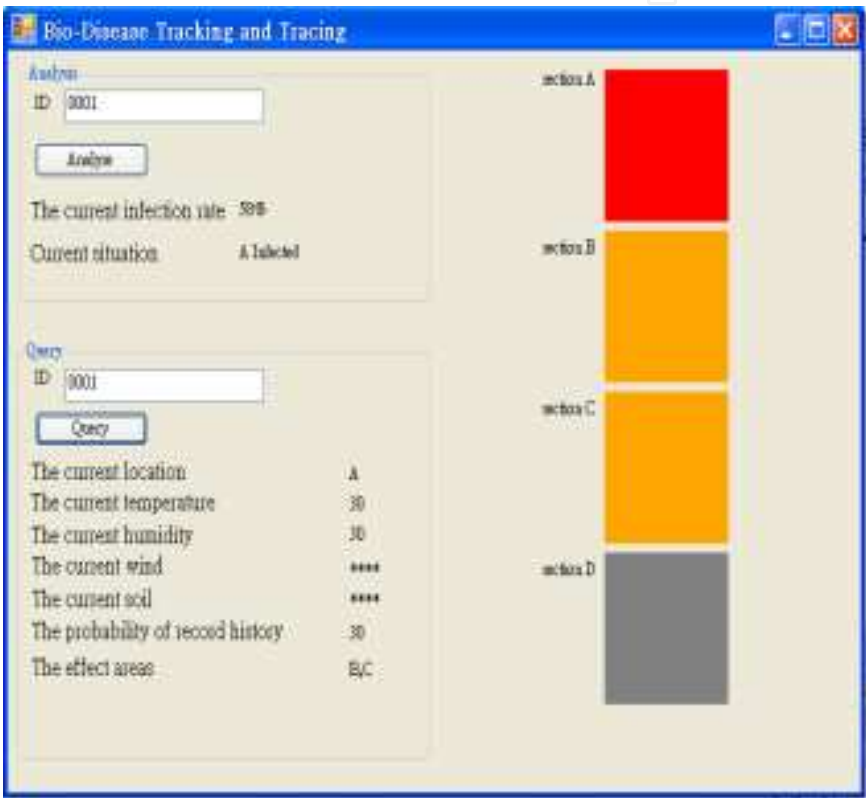 Bio-Disease Tracking and Tracing
Analyse
ID 0001
Analyse
The current infection rate
Current situation A Infected
Query
ID 0001
Query
The current location A
The current temperature 30
The current humidity 30
The current wind ****
The current soil ****
The probability of record history 30
The effect areas B,C
section A
section B
section C
section D